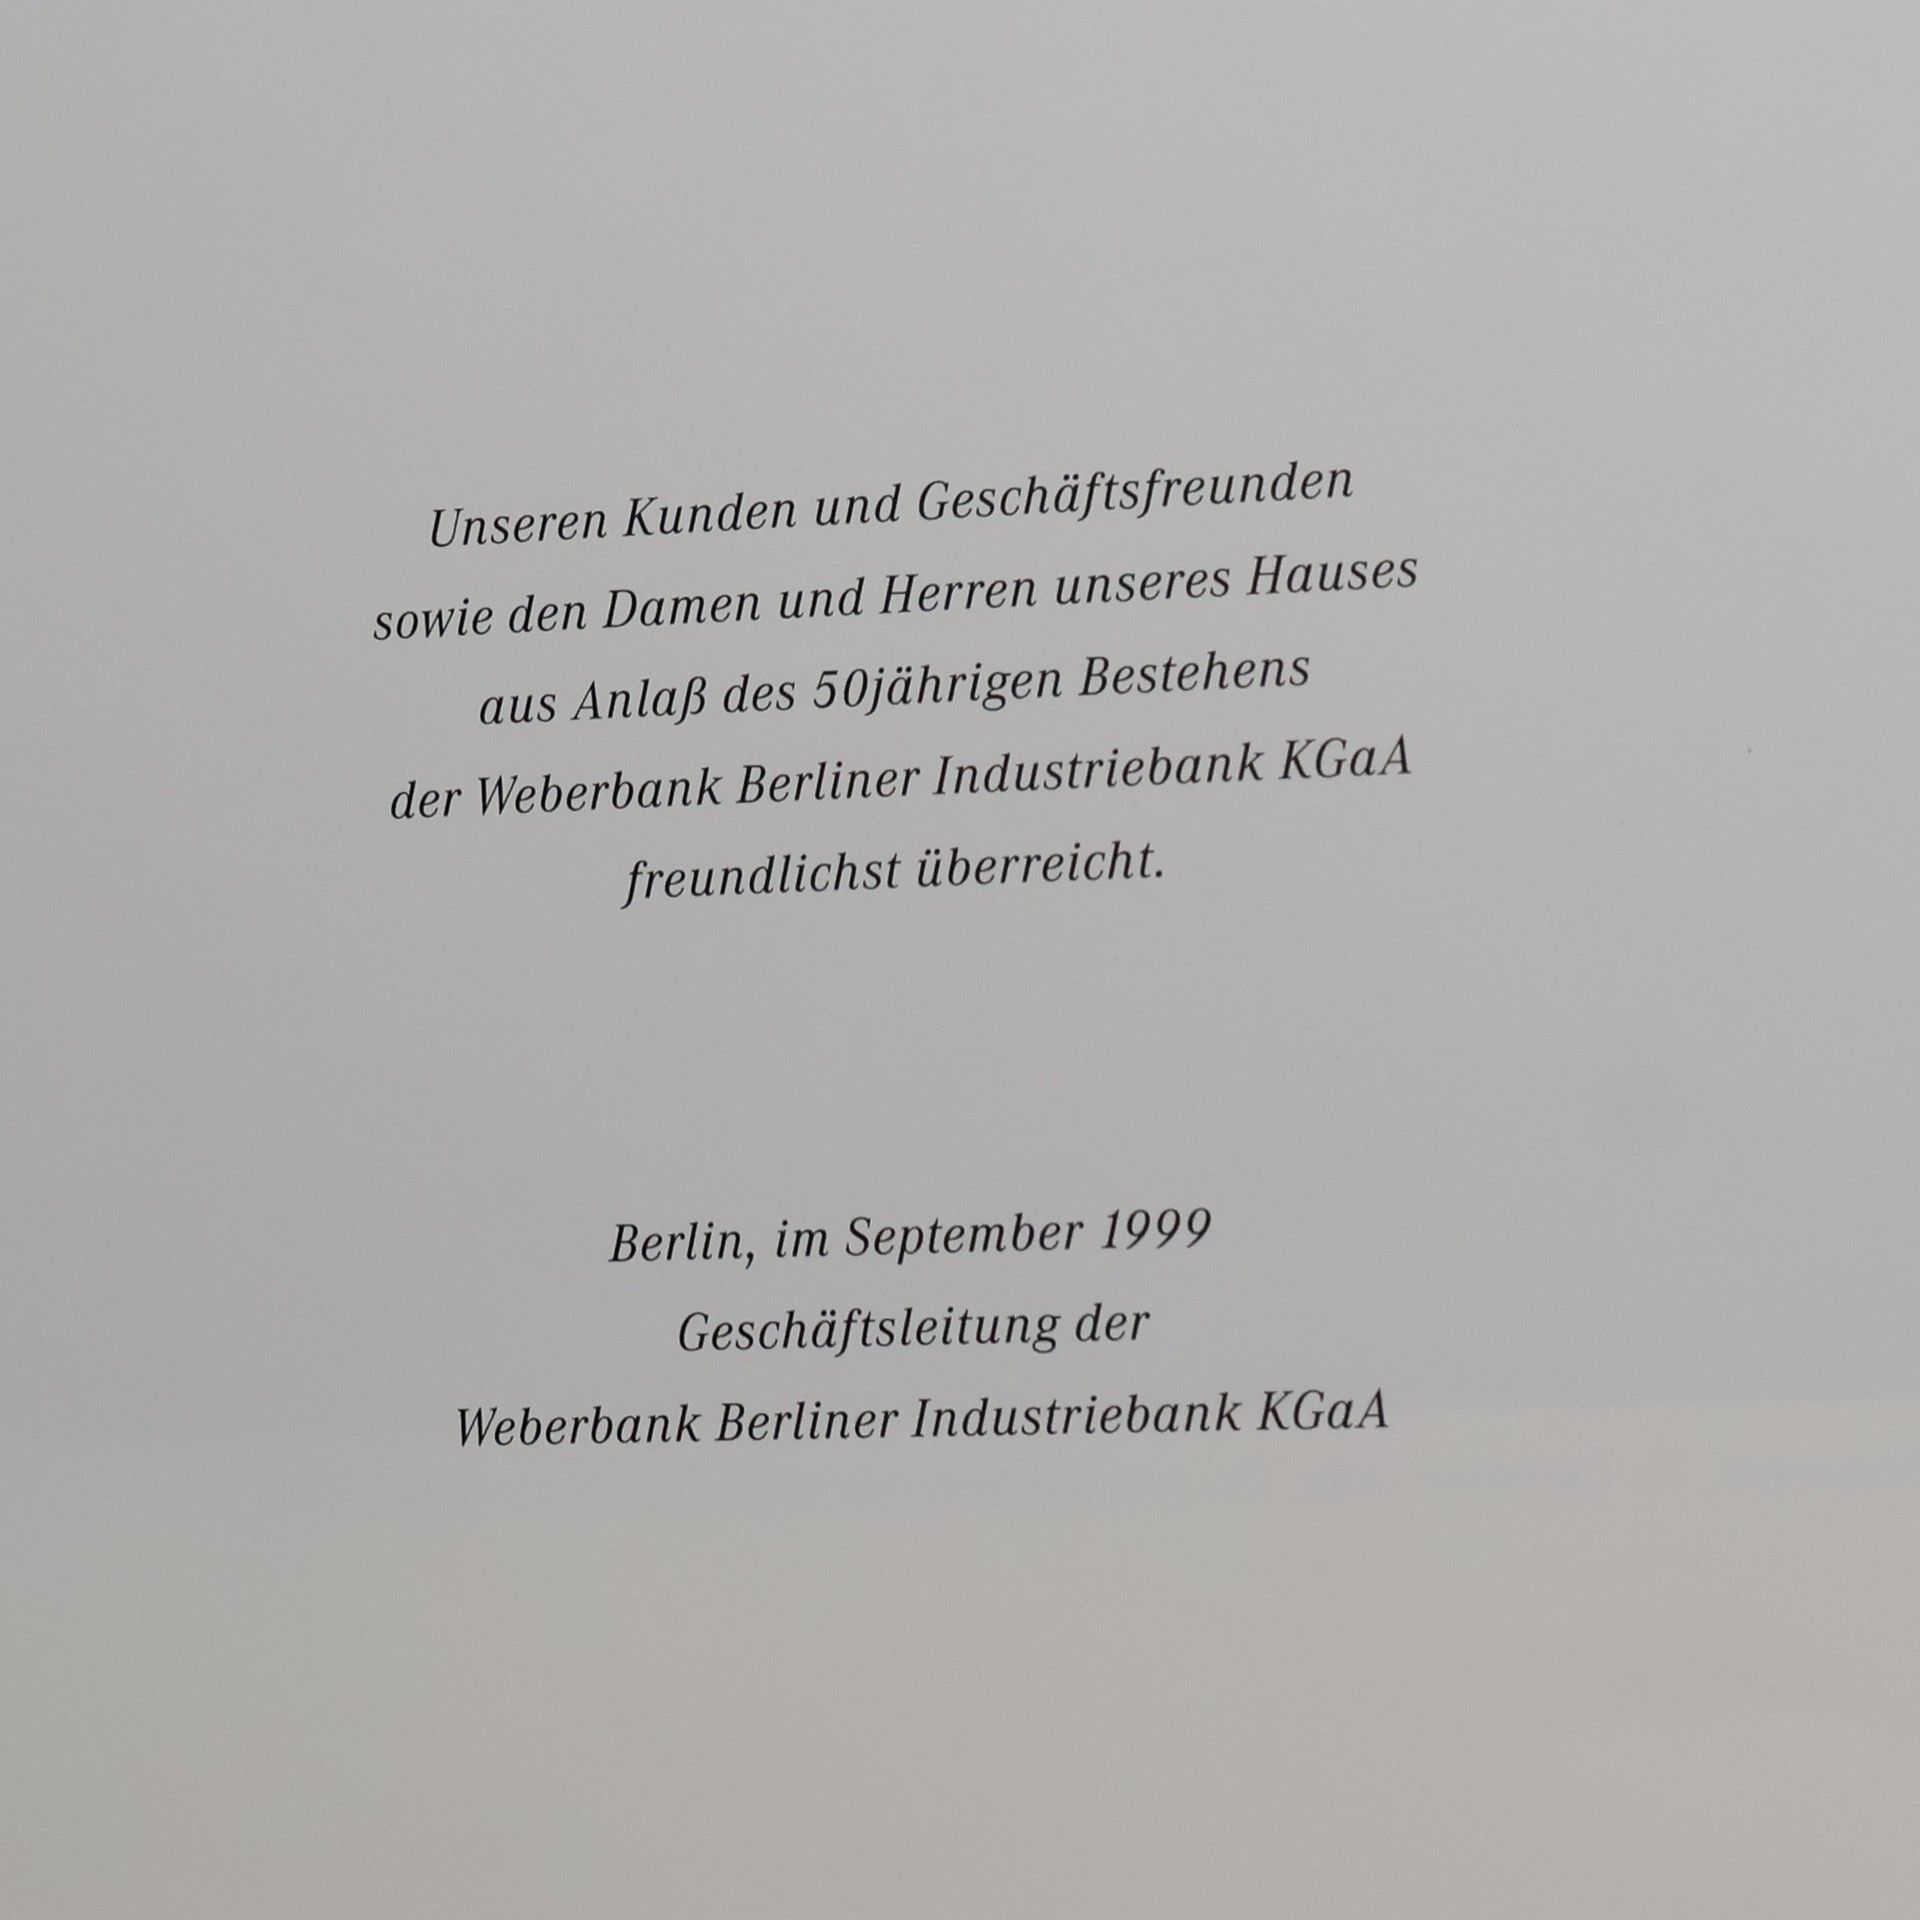 Unseren Kunden und Geschäftsfreunden
sowie den Damen und Herren unseres Hauses
aus Anlaß des 50jährigen Bestehens
der Weberbank Berliner Industriebank KGaA
freundlichst überreicht.
Berlin, im September 1999
Geschäftsleitung der
Weberbank Berliner Industriebank KGaA